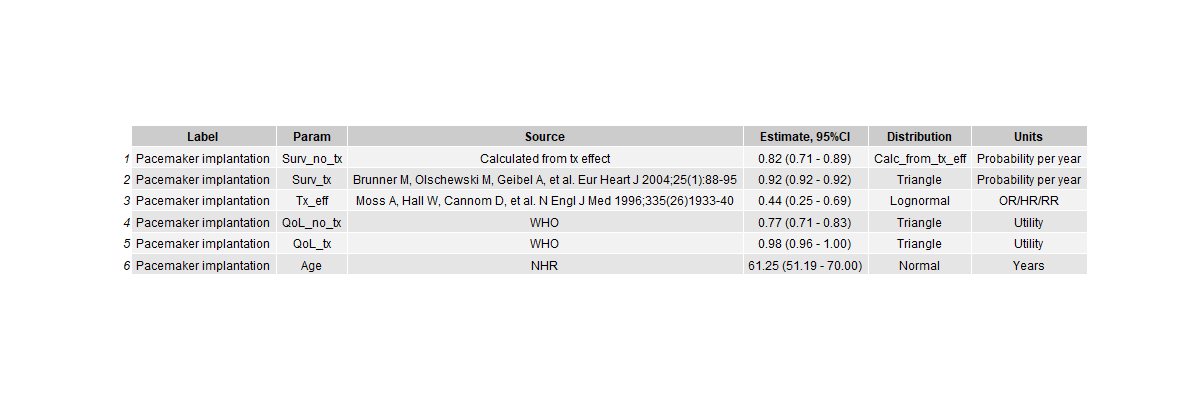 Label Param Source Estimate, 95%CI Distribution Units
1 Pacemaker implantation Surv_no_tx Calculated from tx effect 0.82 (0.71 - 0.89) Calc_from_tx_eff Probability per year
2 Pacemaker implantation Surv_tx Brunner M, Olschewski M, Geibel A, et al. Eur Heart J 2004;25(1):88-95 0.92 (0.92 - 0.92) Triangle Probability per year
3 Pacemaker implantation Tx_eff Moss A, Hall W, Cannom D, et al. N Engl J Med 1996;335(26)1933-40 0.44 (0.25 - 0.69) Lognormal OR/HR/RR
4 Pacemaker implantation QoL_no_tx WHO 0.77 (0.71 - 0.83) Triangle Utility
5 Pacemaker implantation QoL_tx WHO 0.98 (0.96 - 1.00) Triangle Utility
6 Pacemaker implantation Age NHR 61.25 (51.19 - 70.00) Normal Years